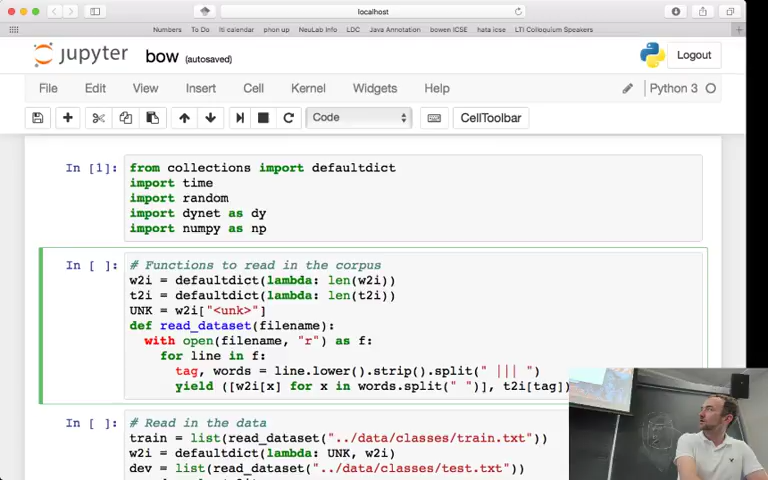 localhost
Numbers To Do lti calendar phon up NeuLab Info LDC Java Annotation bowen ICSE hata icse LTI Colloquium Speakers
jupyter bow (autosaved) Logout
File Edit View Insert Cell Kernel Widgets Help Python 3
Code CellToolbar
In [1]: from collections import defaultdict
import time
import random
import dynet as dy
import numpy as np
In [ ]: # Functions to read in the corpus
w2i = defaultdict(lambda: len(w2i))
t2i = defaultdict(lambda: len(t2i))
UNK = w2i["<unk>"]
def read_dataset(filename):
with open(filename, "r") as f:
for line in f:
tag, words = line.lower().strip().split(" ||| ")
yield ([w2i[x] for x in words.split(" ")], t2i[tag])
In [ ]: # Read in the data
train = list(read_dataset("../data/classes/train.txt"))
w2i = defaultdict(lambda: UNK, w2i)
dev = list(read_dataset("../data/classes/test.txt"))